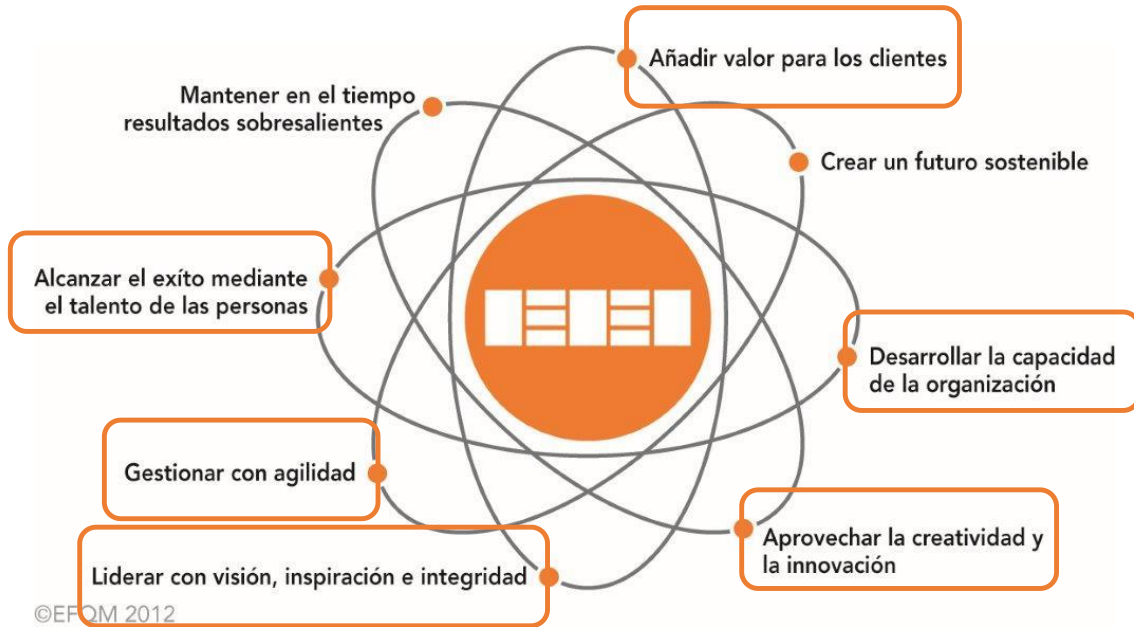 Añadir valor para los clientes
Mantener en el tiempo
resultados sobresalientes
Crear un futuro sostenible
Alcanzar el exíto mediante
el talento de las personas
Desarrollar la capacidad
de la organización
Gestionar con agilidad
Aprovechar la creatividad y
la innovación
Liderar con visión, inspiración e integridad
©EFQM 2012